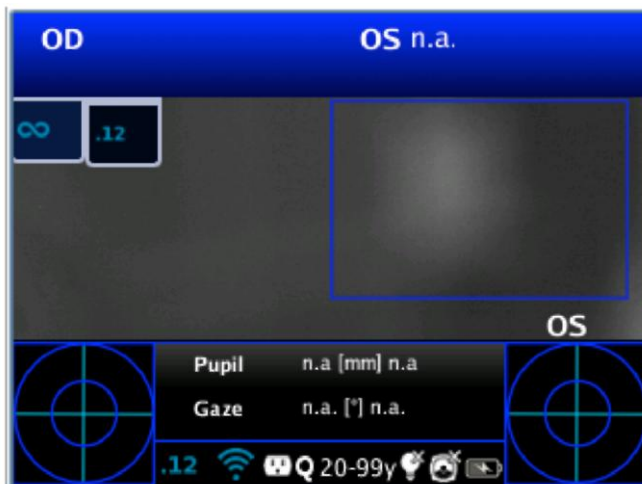 OD OS n.a.
∞ .12
OS
Pupil n.a [mm] n.a
Gaze n.a. [°] n.a.
.12 Q 20-99y